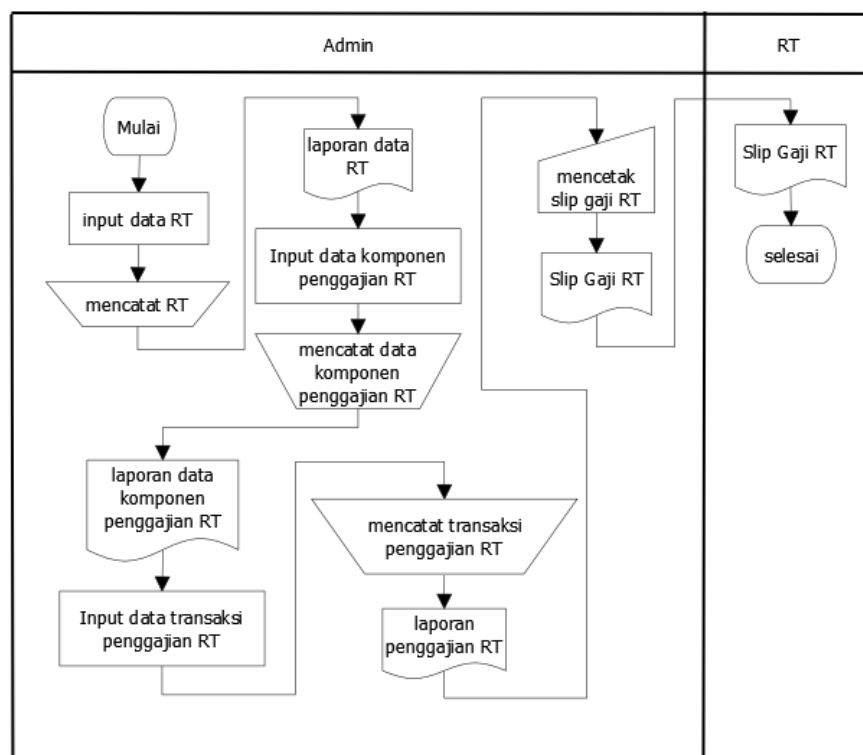 Admin
RT
Mulai
input data RT
mencatat RT
laporan data
RT
Input data komponen
penggajian RT
mencatat data
komponen
penggajian RT
laporan data
komponen
penggajian RT
Input data transaksi
penggajian RT
mencatat transaksi
penggajian RT
laporan
penggajian RT
mencetak
slip gaji RT
Slip Gaji RT
Slip Gaji RT
selesai